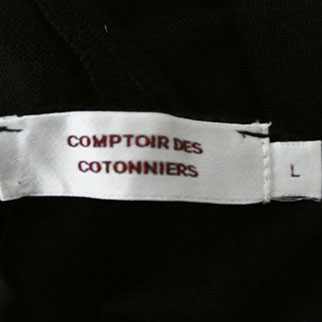 COMPTOIR DES
COTONNIERS
L